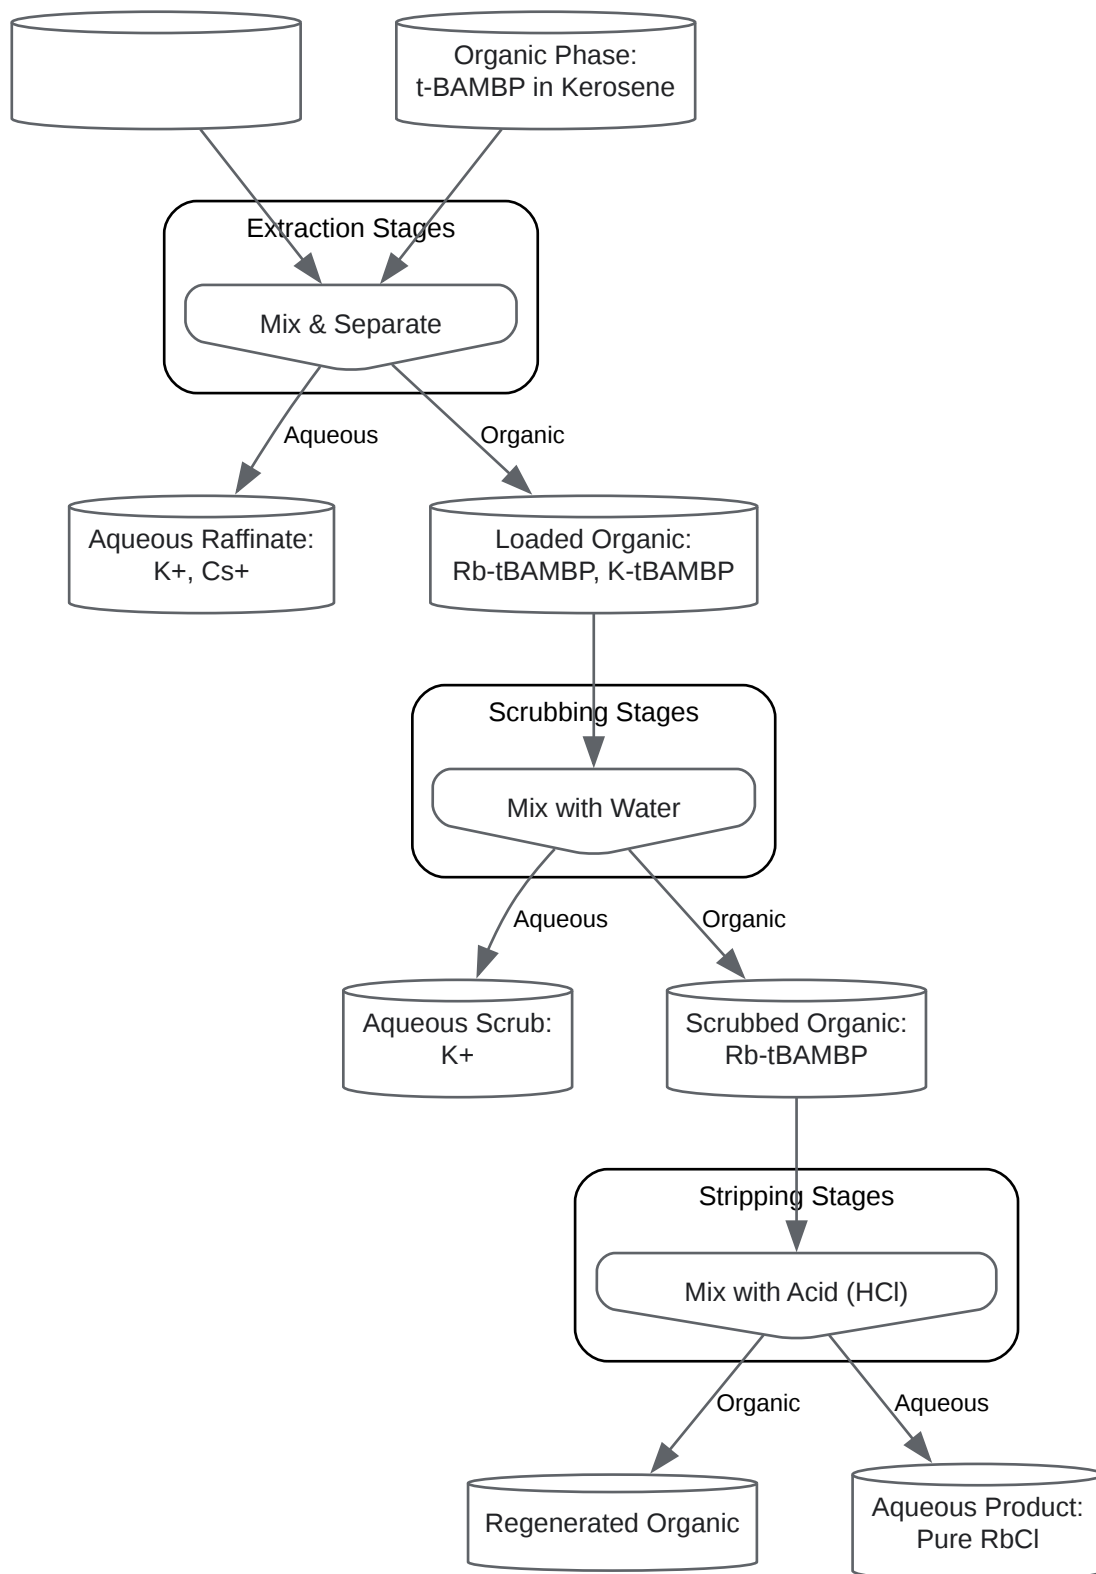 Organic Phase:
t-BAMBP in Kerosene
Extraction Stages
Mix & Separate
Aqueous
Organic
Aqueous Raffinate:
K+, Cs+
Loaded Organic:
Rb-tBAMBP, K-tBAMBP
Scrubbing Stages
Mix with Water
Aqueous
Organic
Aqueous Scrub:
K+
Scrubbed Organic:
Rb-tBAMBP
Stripping Stages
Mix with Acid (HCl)
Organic
Aqueous
Regenerated Organic
Aqueous Product:
Pure RbCl